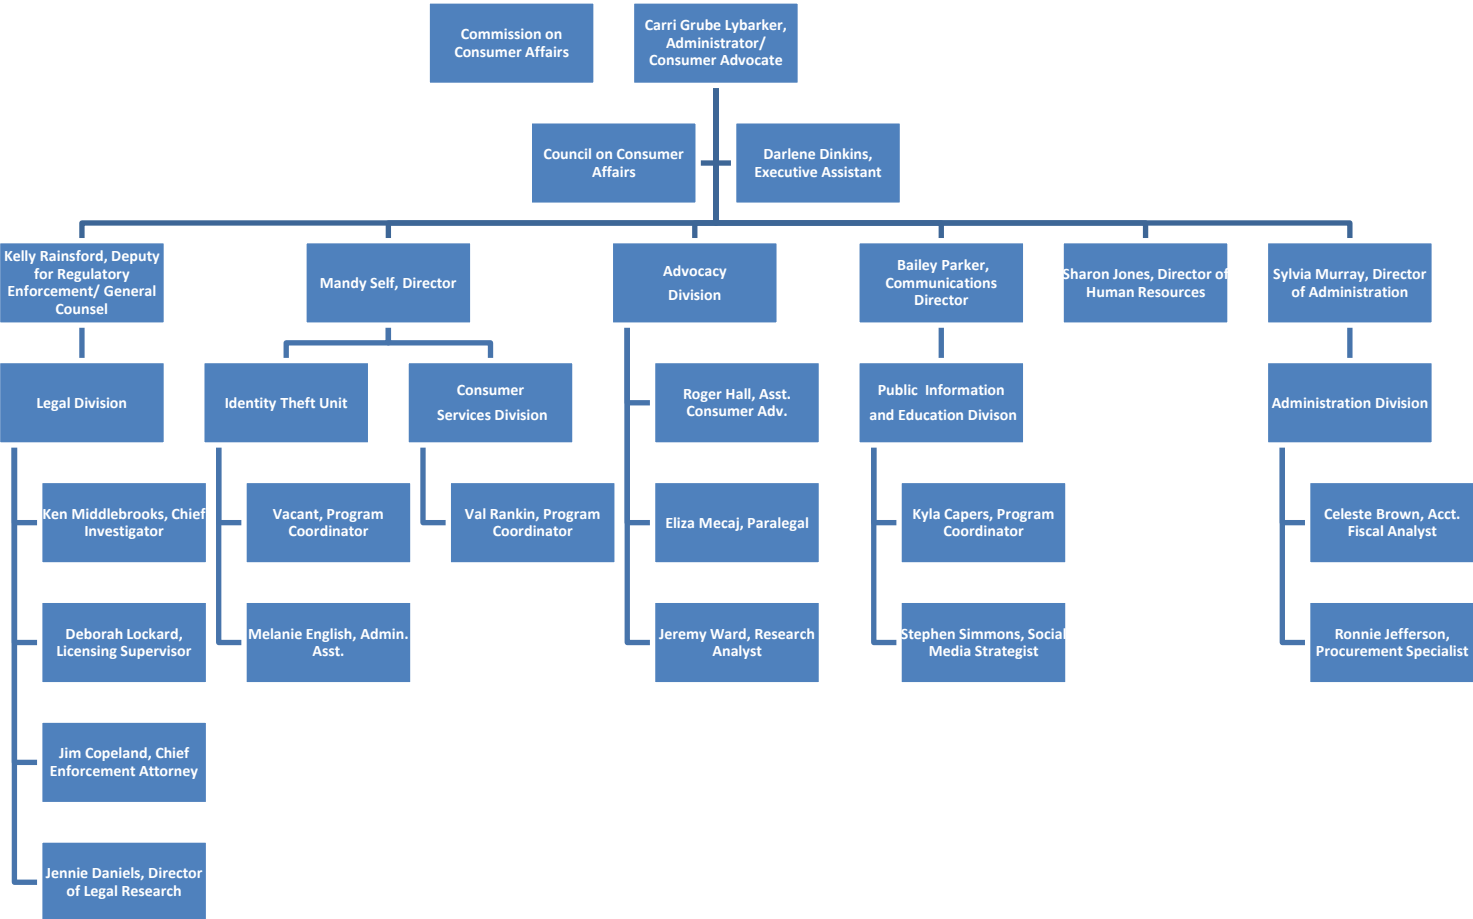 Commission on
Consumer Affairs
Carri Grube Lybarker,
Administrator/
Consumer Advocate
Council on Consumer
Affairs
Darlene Dinkins,
Executive Assistant
Kelly Rainsford, Deputy
for Regulatory
Enforcement/ General
Counsel
Mandy Self, Director
Advocacy
Division
Bailey Parker,
Communications
Director
Sharon Jones, Director of
Human Resources
Sylvia Murray, Director
of Administration
Legal Division
Identity Theft Unit
Consumer
Services Division
Roger Hall, Asst.
Consumer Adv.
Public Information
and Education Divison
Administration Division
Ken Middlebrooks, Chief
Investigator
Vacant, Program
Coordinator
Val Rankin, Program
Coordinator
Eliza Mecaj, Paralegal
Kyla Capers, Program
Coordinator
Celeste Brown, Acct.
Fiscal Analyst
Deborah Lockard,
Licensing Supervisor
Melanie English, Admin.
Asst.
Jeremy Ward, Research
Analyst
Stephen Simmons, Social
Media Strategist
Ronnie Jefferson,
Procurement Specialist
Jim Copeland, Chief
Enforcement Attorney
Jennie Daniels, Director
of Legal Research